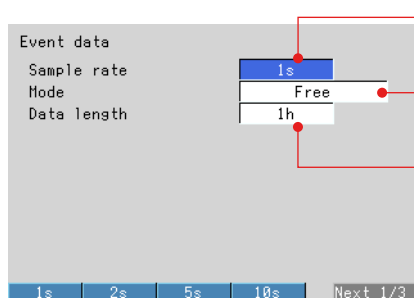 Event data
Sample rate 1s
Mode Free
Data length 1h
1s 2s 5s 10s Next 1/3